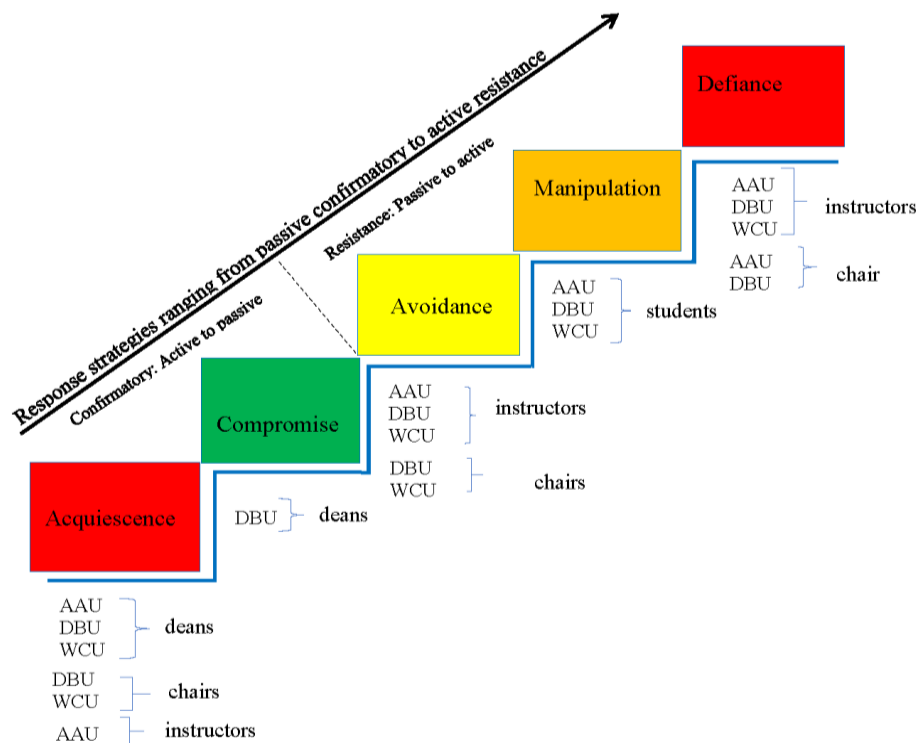 Response strategies ranging from passive confirmatory to active resistance
Confirmatory: Active to passive
Resistance: Passive to active
Defiance
AAU
DBU
WCU
instructors
AAU
DBU
chair
Manipulation
AAU
DBU
WCU
students
Avoidance
AAU
DBU
WCU
instructors
DBU
WCU
chairs
Compromise
DBU
deans
Acquiescence
AAU
DBU
WCU
deans
DBU
WCU
chairs
AAU
instructors